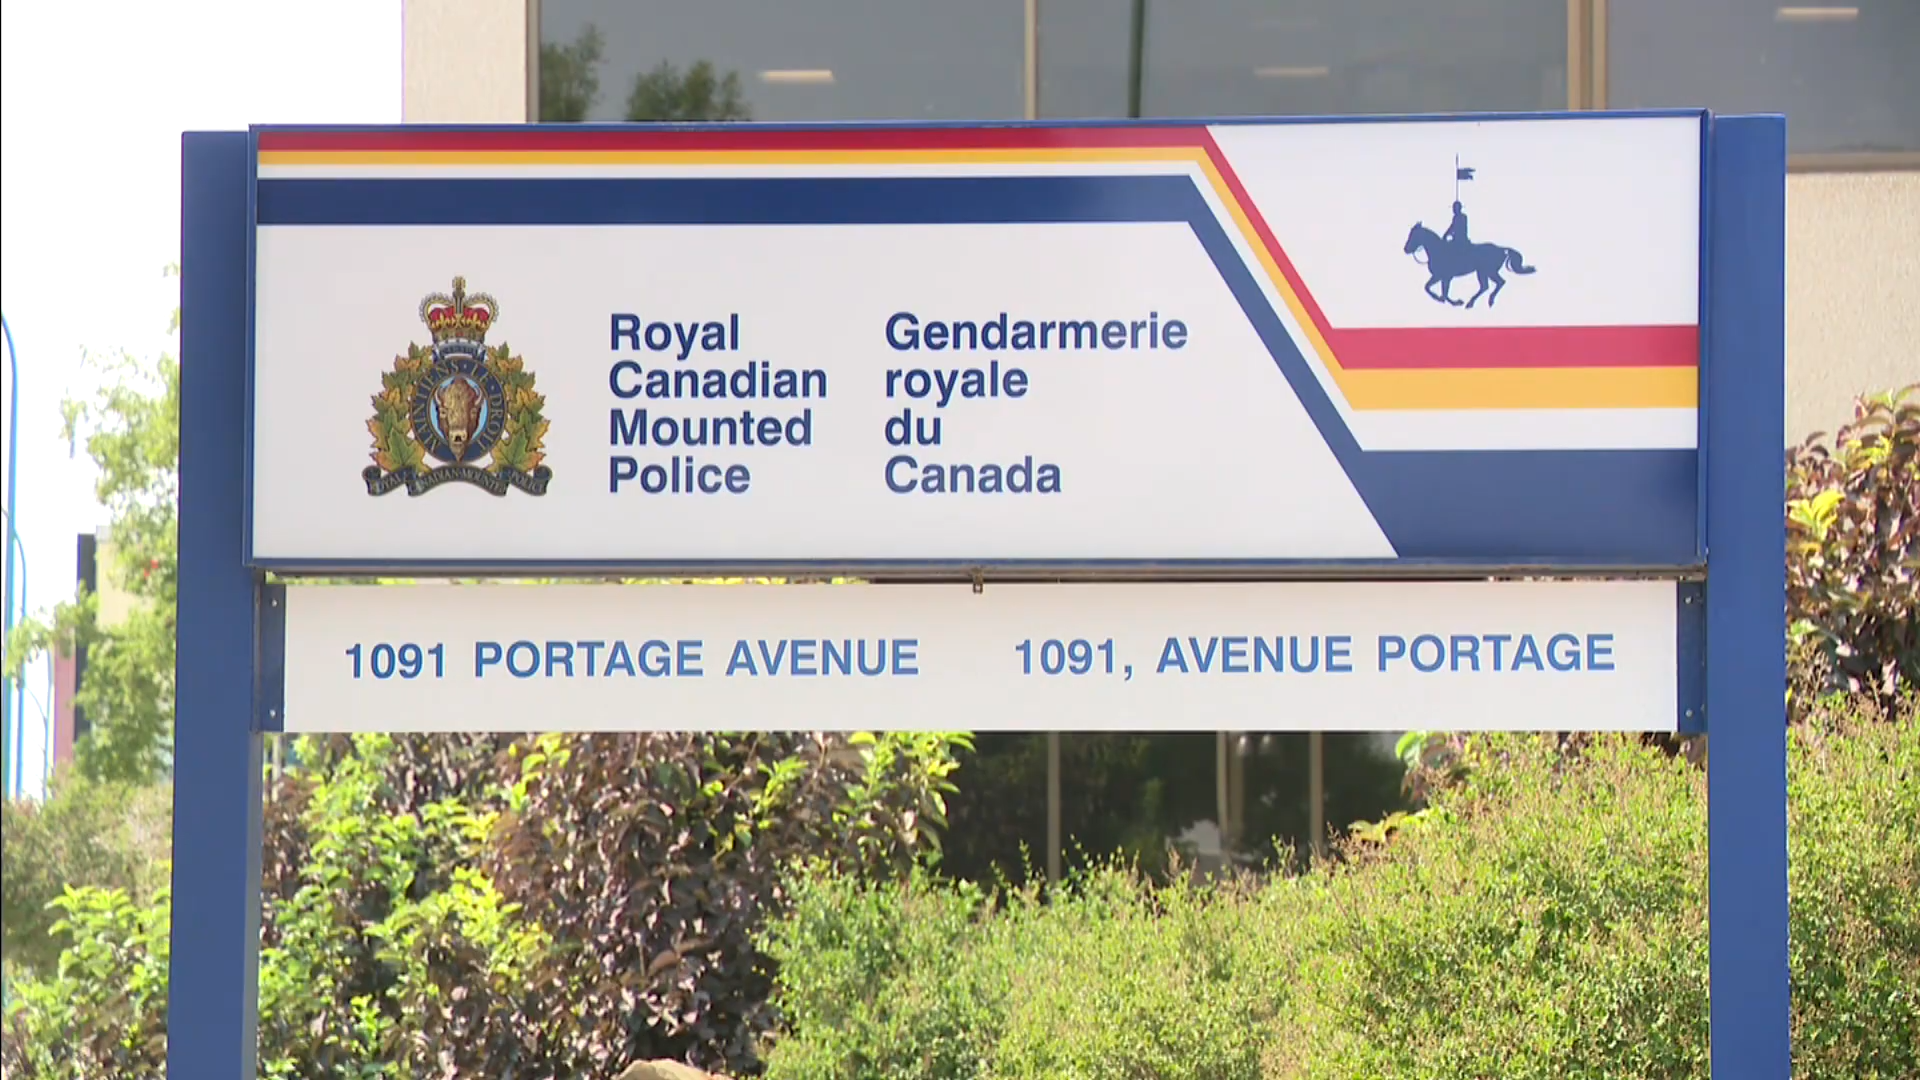 Royal
Canadian
Mounted
Police
Gendarmerie
royale
du
Canada
1091 PORTAGE AVENUE
1091, AVENUE PORTAGE